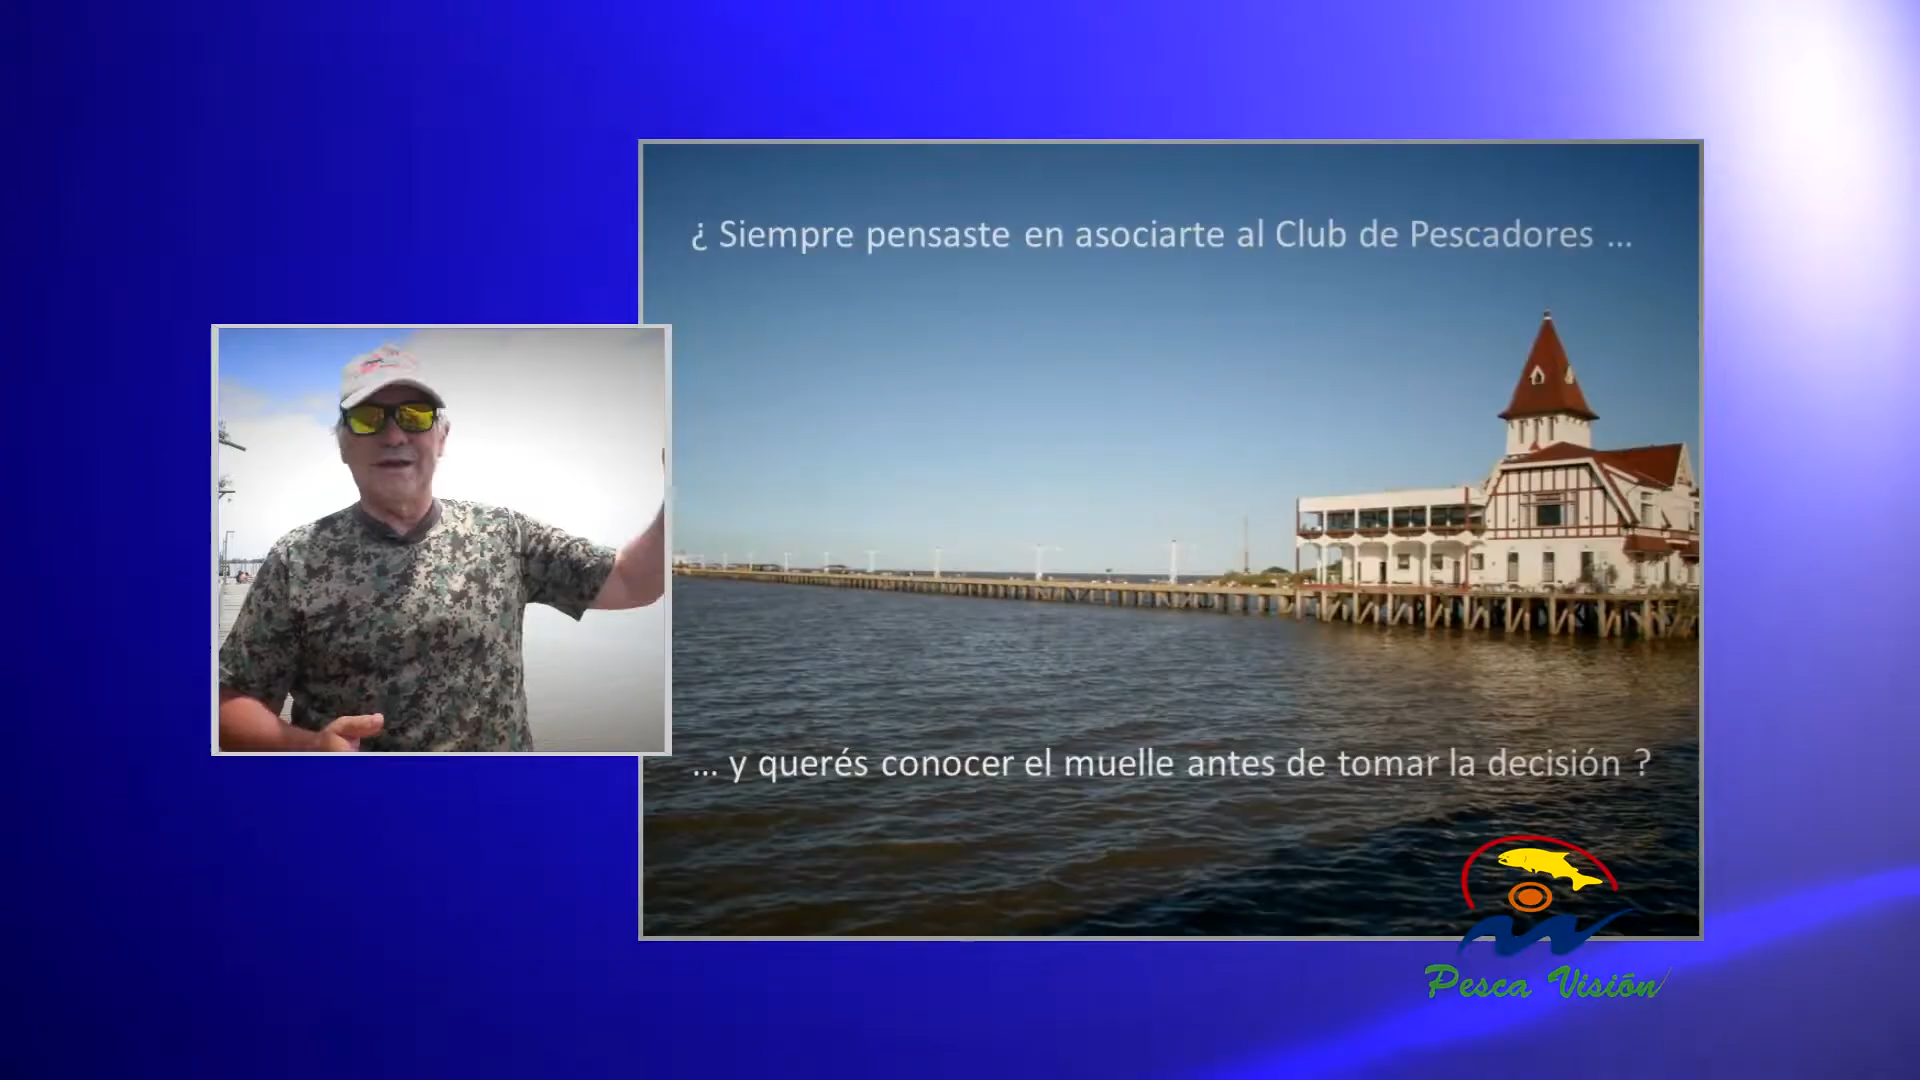 ¿ Siempre pensaste en asociarte al Club de Pescadores ...
... y querés conocer el muelle antes de tomar la decisión ?
Pesca Visión